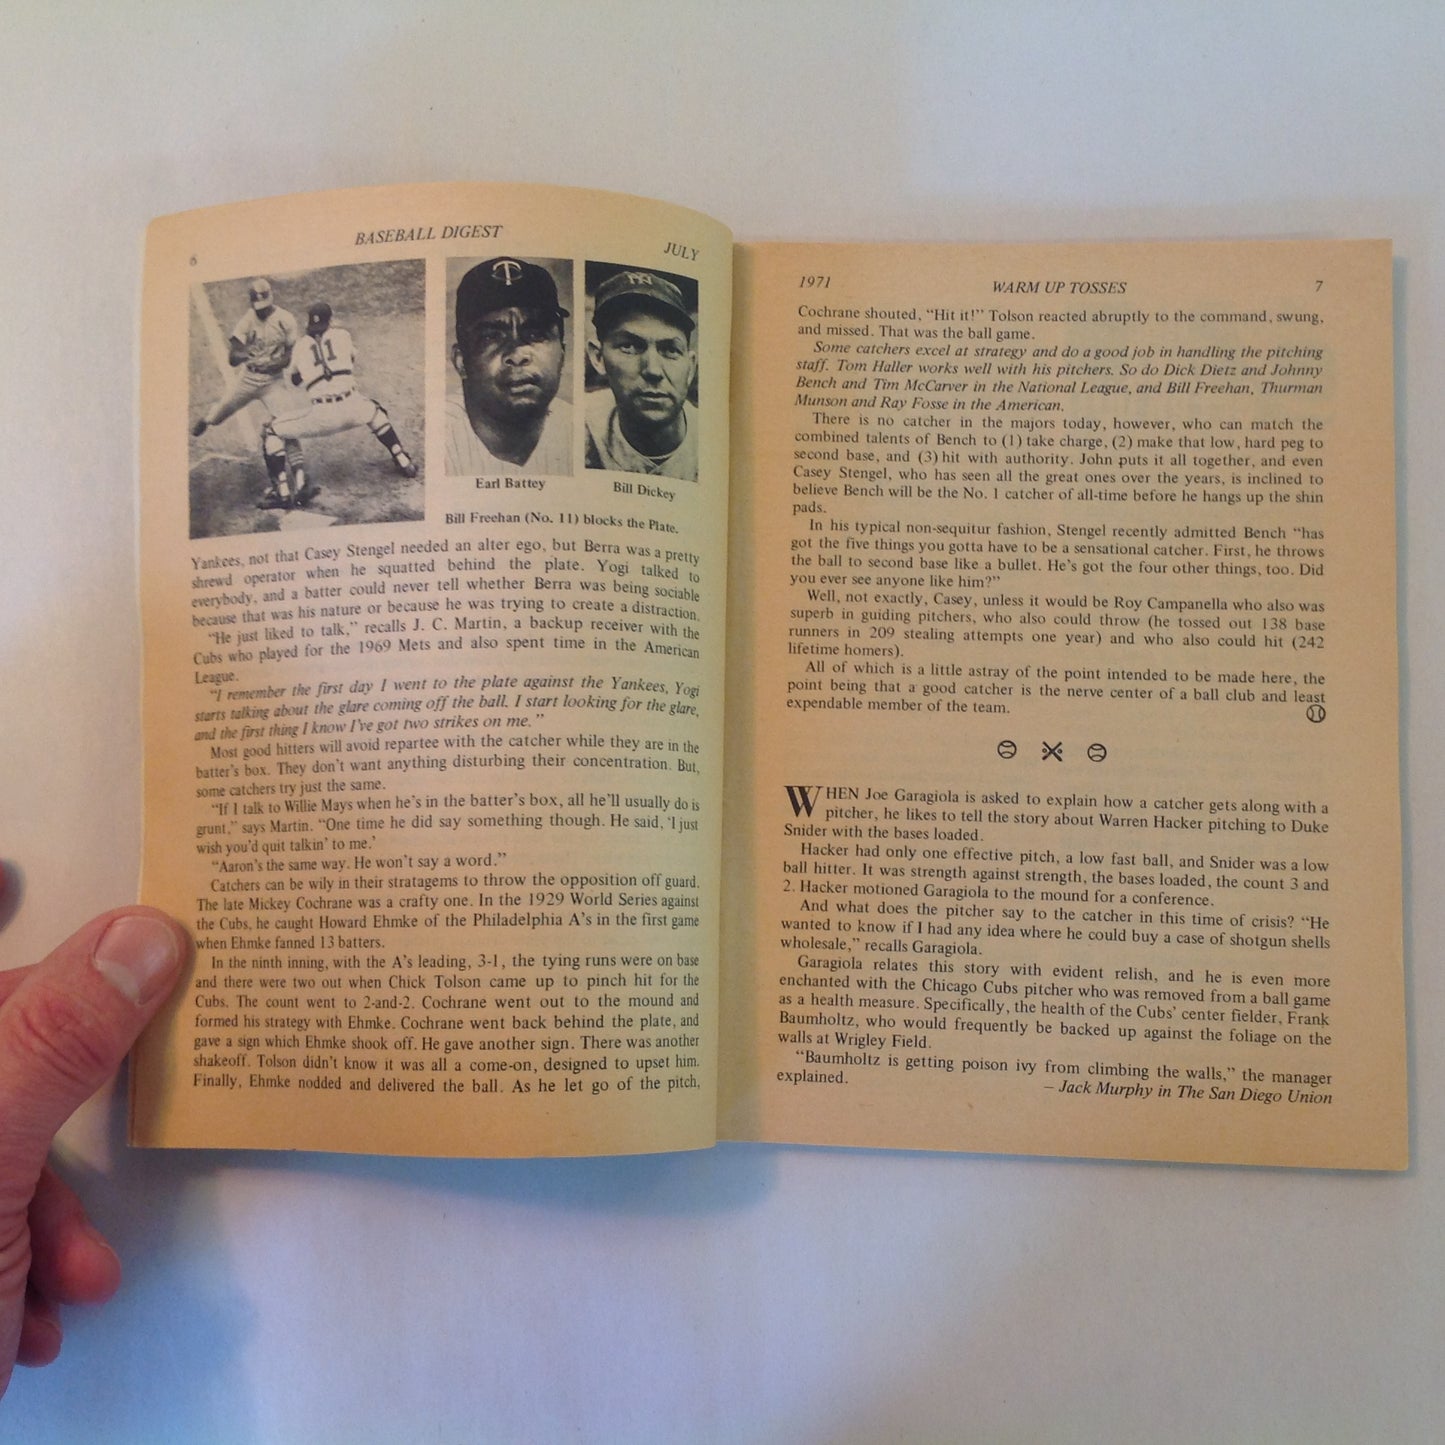 6
BASEBALL DIGEST
JULY
11
Earl Battey
Bill Dickey
Bill Freehan (No. 11) blocks the Plate.
Yankees, not that Casey Stengel needed an alter ego, but Berra was a pretty
shrewd operator when he squatted behind the plate. Yogi talked to
everybody, and a batter could never tell whether Berra was being sociable
because that was his nature or because he was trying to create a distraction.
"He just liked to talk," recalls J. C. Martin, a backup receiver with the
Cubs who played for the 1969 Mets and also spent time in the American
League.
"I remember the first day I went to the plate against the Yankees, Yogi
starts talking about the glare coming off the ball. I start looking for the glare,
and the first thing I know I've got two strikes on me."
Most good hitters will avoid repartee with the catcher while they are in the
batter's box. They don't want anything disturbing their concentration. But,
some catchers try just the same.
"If I talk to Willie Mays when he's in the batter's box, all he'll usually do is
grunt," says Martin. "One time he did say something though. He said, 'I just
wish you'd quit talkin' to me.'
"Aaron's the same way. He won't say a word."
Catchers can be wily in their stratagems to throw the opposition off guard.
The late Mickey Cochrane was a crafty one. In the 1929 World Series against
the Cubs, he caught Howard Ehmke of the Philadelphia A's in the first game
when Ehmke fanned 13 batters.
In the ninth inning, with the A's leading, 3-1, the tying runs were on base
and there were two out when Chick Tolson came up to pinch hit for the
Cubs. The count went to 2-and-2. Cochrane went out to the mound and
formed his strategy with Ehmke. Cochrane went back behind the plate, and
gave a sign which Ehmke shook off. He gave another sign. There was another
shakeoff. Tolson didn't know it was all a come-on, designed to upset him.
Finally, Ehmke nodded and delivered the ball. As he let go of the pitch,
1971
WARM UP TOSSES
7
Cochrane shouted, "Hit it!" Tolson reacted abruptly to the command, swung,
and missed. That was the ball game.
Some catchers excel at strategy and do a good job in handling the pitching
staff. Tom Haller works well with his pitchers. So do Dick Dietz and Johnny
Bench and Tim McCarver in the National League, and Bill Freehan, Thurman
Munson and Ray Fosse in the American.
There is no catcher in the majors today, however, who can match the
combined talents of Bench to (1) take charge, (2) make that low, hard peg to
second base, and (3) hit with authority. John puts it all together, and even
Casey Stengel, who has seen all the great ones over the years, is inclined to
believe Bench will be the No. 1 catcher of all-time before he hangs up the shin
pads.
In his typical non-sequitur fashion, Stengel recently admitted Bench "has
got the five things you gotta have to be a sensational catcher. First, he throws
the ball to second base like a bullet. He's got the four other things, too. Did
you ever see anyone like him?"
Well, not exactly, Casey, unless it would be Roy Campanella who also was
superb in guiding pitchers, who also could throw (he tossed out 138 base
runners in 209 stealing attempts one year) and who also could hit (242
lifetime homers).
All of which is a little astray of the point intended to be made here, the
point being that a good catcher is the nerve center of a ball club and least
expendable member of the team.
WHEN Joe Garagiola is asked to explain how a catcher gets along with a
pitcher, he likes to tell the story about Warren Hacker pitching to Duke
Snider with the bases loaded.
Hacker had only one effective pitch, a low fast ball, and Snider was a low
ball hitter. It was strength against strength, the bases loaded, the count 3 and
2. Hacker motioned Garagiola to the mound for a conference.
And what does the pitcher say to the catcher in this time of crisis? "He
wanted to know if I had any idea where he could buy a case of shotgun shells
wholesale," recalls Garagiola.
Garagiola relates this story with evident relish, and he is even more
enchanted with the Chicago Cubs pitcher who was removed from a ball game
as a health measure. Specifically, the health of the Cubs' center fielder, Frank
Baumholtz, who would frequently be backed up against the foliage on the
walls at Wrigley Field.
"Baumholtz is getting poison ivy from climbing the walls," the manager
explained.
– Jack Murphy in The San Diego Union